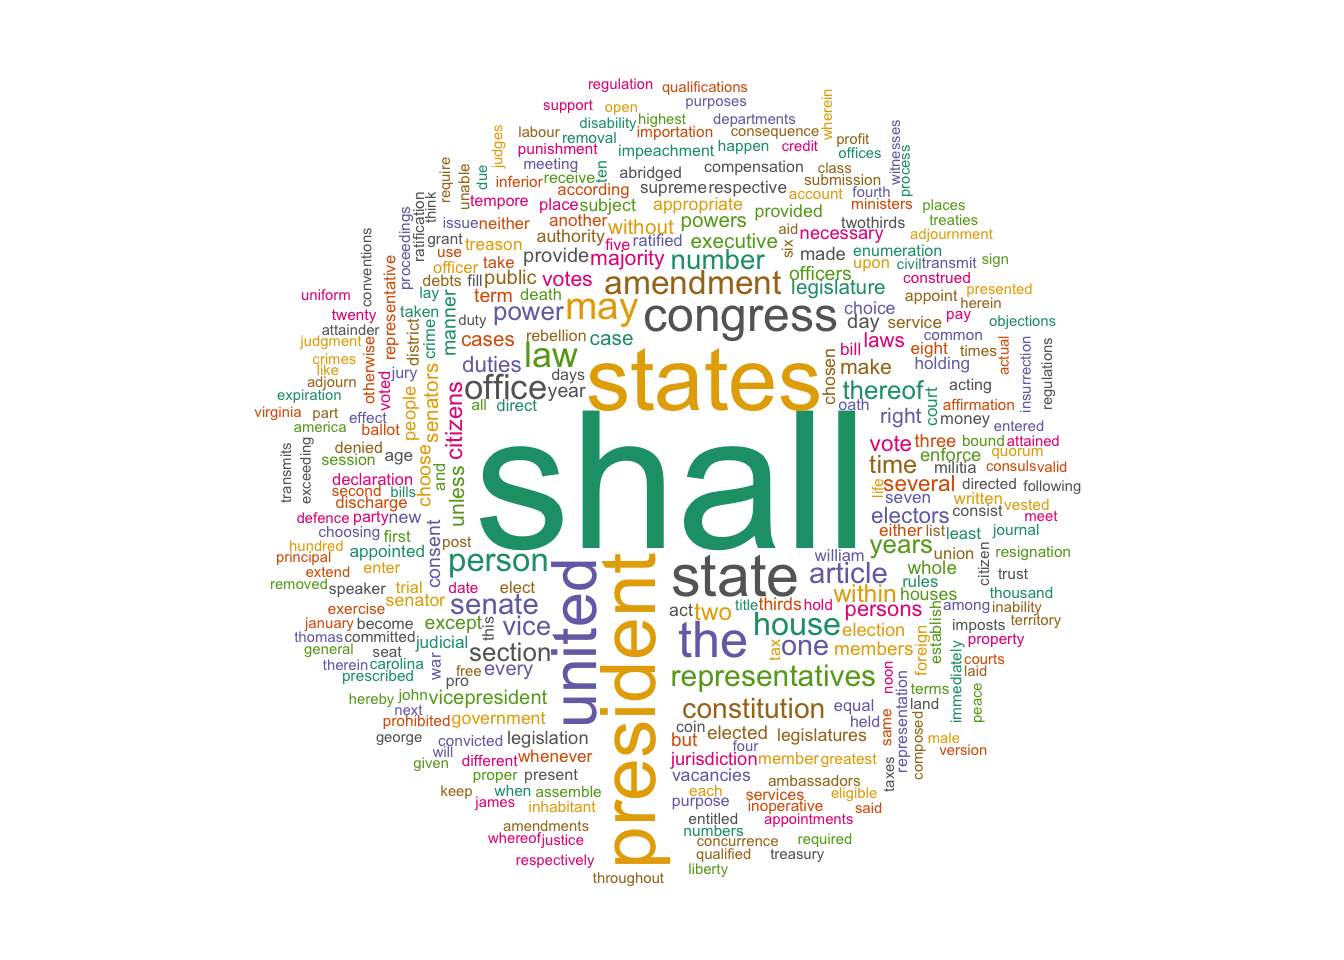 regulation qualifications
support open purposes wherein
disability highest departments
labour removal importation consequence profit witnesses
judges punishment impeachment happen credit offices process
meeting ten abridged compensation class
require unable due inferior receive supreme respective submission
according account fourth
think tempore place subject appropriate ministers places
ratification issue neither another without powers provided twothirds treaties
proceedings grant treason authority five ratified executive aid six necessary adjournment
conventions use take provide majority number made enumeration
officer upon civil transmit sign
representative debts fill public votes amendment officers legislature construed presented
uniform lay term death may congress choice appoint herein
twenty taken manner duty power day service pay objections
attainder district crime rebellion case common
judgment cases law laws times actual insurrection regulations
crimes otherwise jury duties states bill eight holding
like days chosen make
adjourn voted senators citizens office year thereof acting
expiration people all direct oath court affirmation
virginia part effect right money entered
america ballot shall vote three bound attained
denied enforce quorum
transmits exceeding session age choose and unless time militia consuls valid
declaration life several directed following
second bills seven written vested
discharge
defence party new electors consist meet
choosing first post either list least journal
hundred appointed consent years union citizen resignation
principal enter person william
extend state article whole trust
removed speaker trial date elect rules thousand
senator within houses
exercise senate act two title thirds hold persons among inability
january become except this vice the house establish imposts territory
thomas committed judicial united president one election property
general seat section tax members foreign courts
therein carolina war free every noon immediately laid
prescribed pro representatives representation peace
hereby john vicepresident terms
next constitution equal land
prohibited government coin held same
george convicted legislation but elected legislatures composed male
will four version
given different whenever jurisdiction member greatest
proper present vacancies ambassadors taxes
keep when assemble each services eligible
james inhabitant purpose inoperative said
amendments entitled appointments
whereof justice numbers
concurrence required
respectively qualified treasury
liberty
throughout